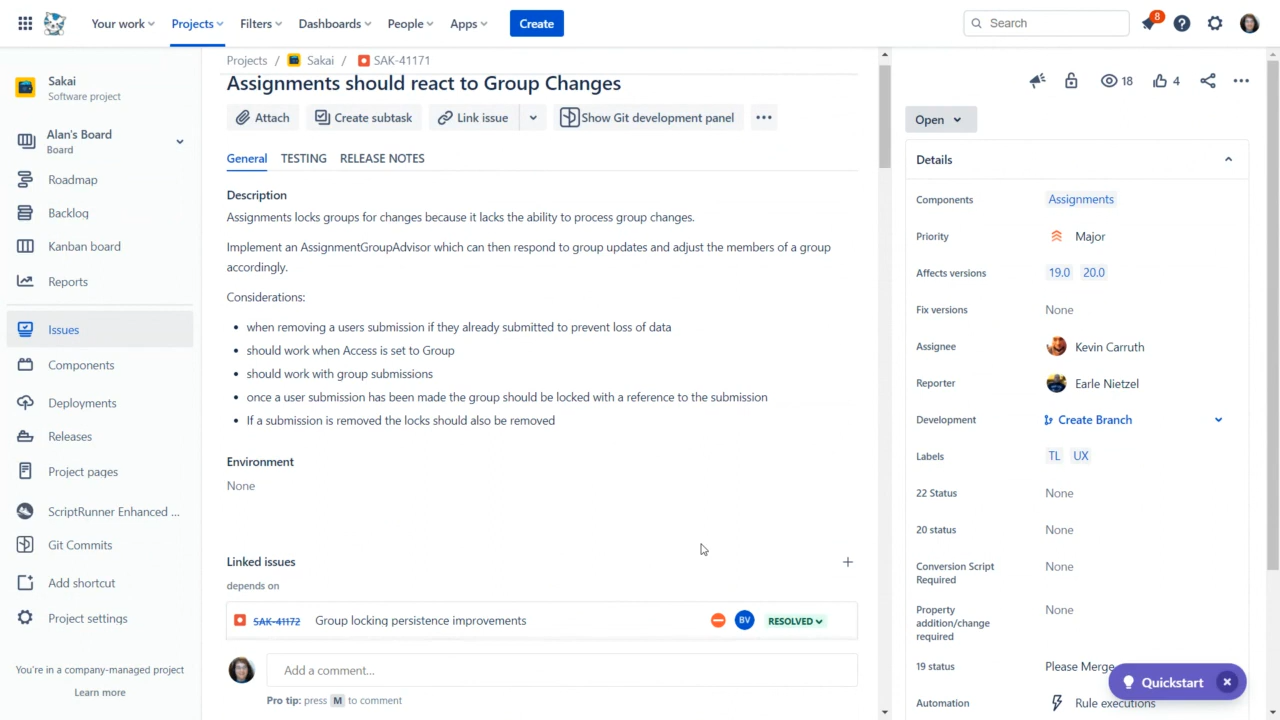 Your work
Projects
Filters
Dashboards
People
Apps
Create
Search
8
Sakai
Software project
Alan's Board
Board
Roadmap
Backlog
Kanban board
Reports
Issues
Components
Deployments
Releases
Project pages
ScriptRunner Enhanced ...
Git Commits
Add shortcut
Project settings
You're in a company-managed project
Learn more
Projects / Sakai / SAK-41171
Assignments should react to Group Changes
Attach
Create subtask
Link issue
Show Git development panel
General
TESTING
RELEASE NOTES
Description
Assignments locks groups for changes because it lacks the ability to process group changes.
Implement an AssignmentGroupAdvisor which can then respond to group updates and adjust the members of a group
accordingly.
Considerations:
• when removing a users submission if they already submitted to prevent loss of data
• should work when Access is set to Group
• should work with group submissions
• once a user submission has been made the group should be locked with a reference to the submission
• If a submission is removed the locks should also be removed
Environment
None
Linked issues
depends on
SAK-41172 Group locking persistence improvements BV RESOLVED
Add a comment...
Pro tip: press M to comment
18
4
Open
Details
Components Assignments
Priority Major
Affects versions 19.0 20.0
Fix versions None
Assignee Kevin Carruth
Reporter Earle Nietzel
Development Create Branch
Labels TL UX
22 Status None
20 status None
Conversion Script
Required
None
Property
addition/change
required
None
19 status Please Merge
Automation Rule executions
Quickstart